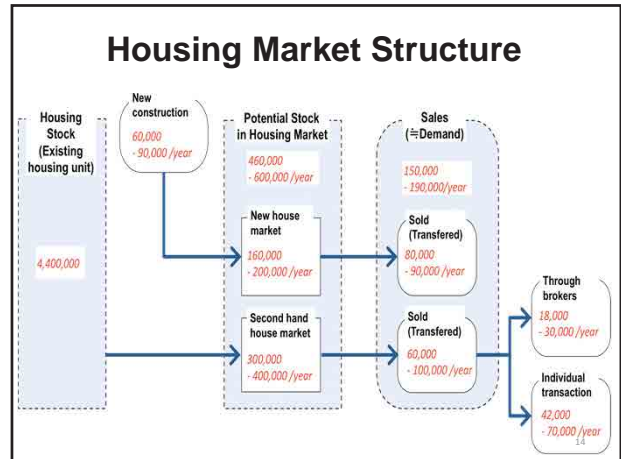 Housing Market Structure
Housing
Stock
(Existing
housing unit)
4,400,000
New
construction
60,000
- 90,000 /year
Potential Stock
in Housing Market
460,000
- 600,000 /year
New house
market
160,000
- 200,000 /year
Second hand
house market
300,000
- 400,000 /year
Sales
(≒Demand)
150,000
- 190,000/year
Sold
(Transfered)
80,000
- 90,000 /year
Sold
(Transfered)
60,000
- 100,000 /year
Through
brokers
18,000
- 30,000 /year
Individual
transaction
42,000
- 70,000 /year
14